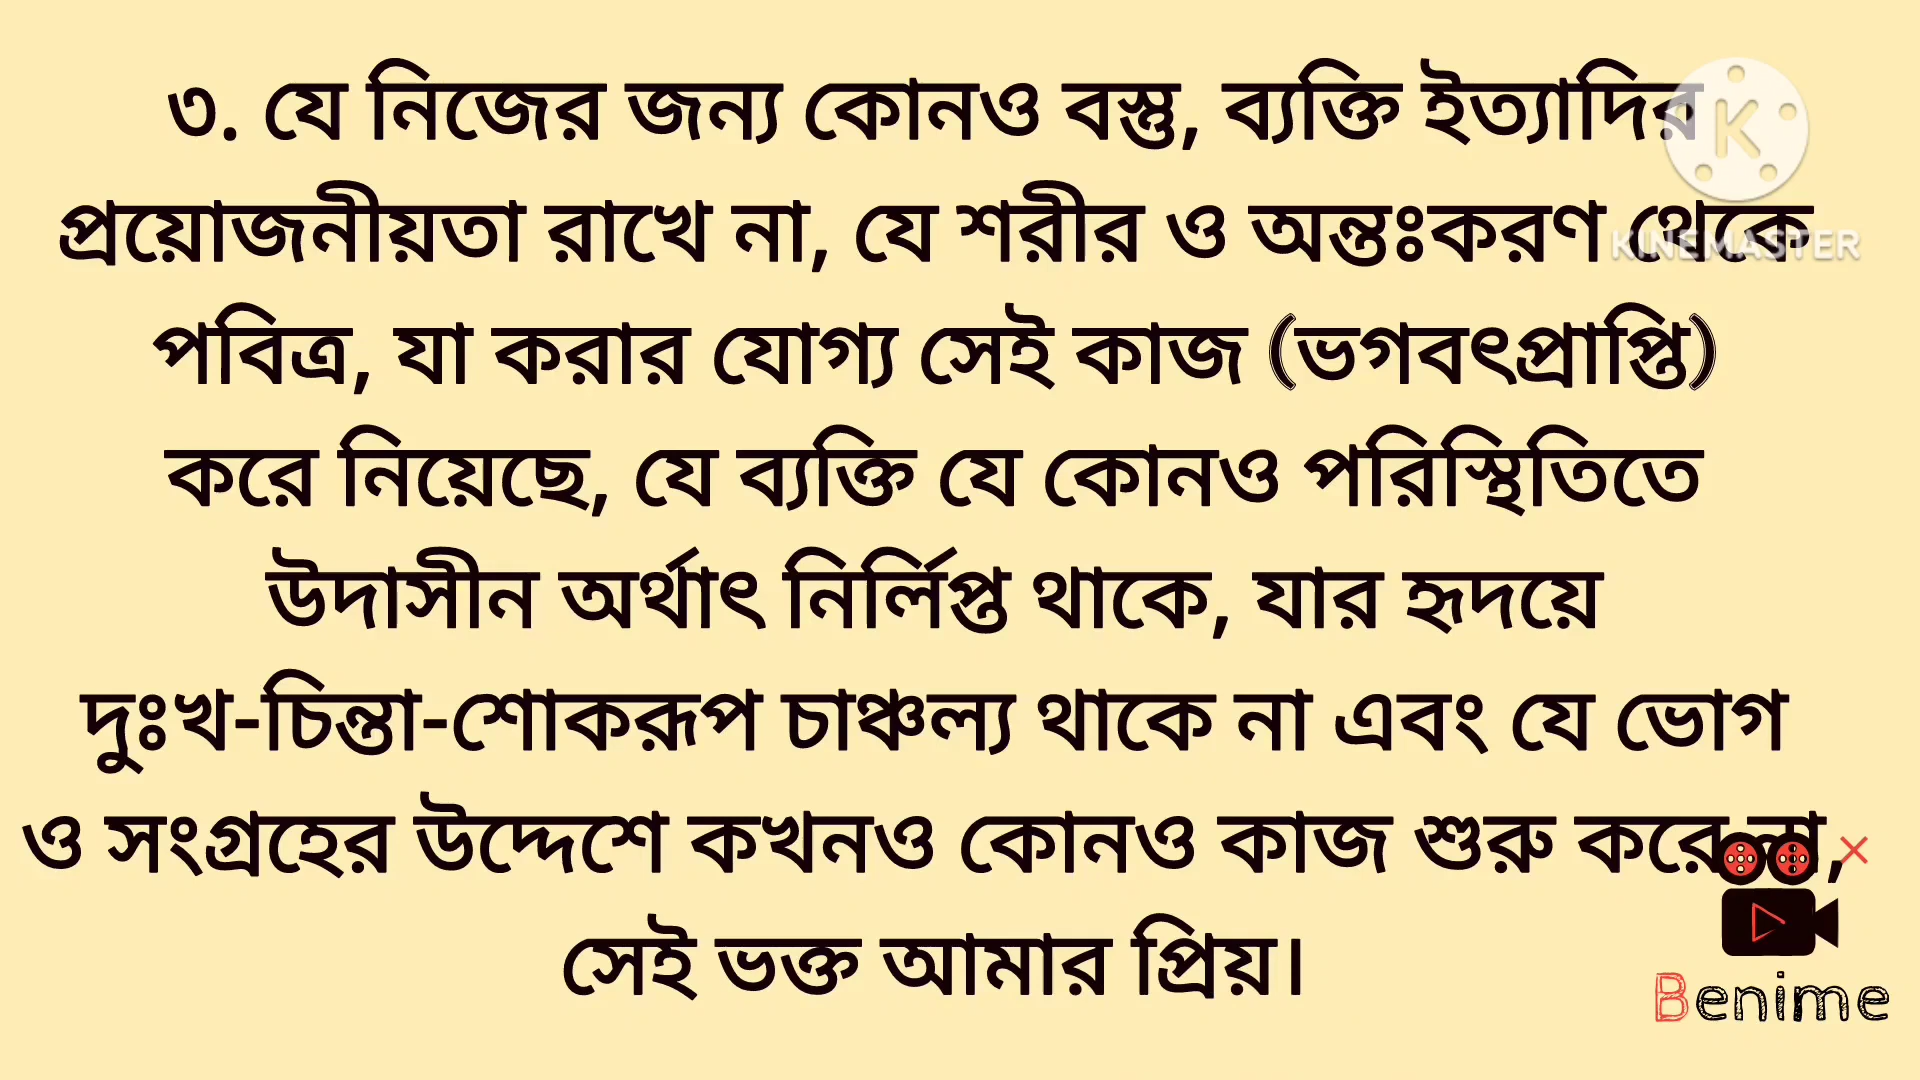 ৩. যে নিজের জন্য কোনও বস্তু, ব্যক্তি ইত্যাদির
প্রয়োজনীয়তা রাখে না, যে শরীর ও অন্তঃকরণ থেকে
পবিত্র, যা করার যোগ্য সেই কাজ (ভগবৎপ্রাপ্তি)
করে নিয়েছে, যে ব্যক্তি যে কোনও পরিস্থিতিতে
উদাসীন অর্থাৎ নির্লিপ্ত থাকে, যার হৃদয়ে
দুঃখ-চিন্তা-শোকরূপ চাঞ্চল্য থাকে না এবং যে ভোগ
ও সংগ্রহের উদ্দেশে কখনও কোনও কাজ শুরু করে না,
সেই ভক্ত আমার প্রিয়।
K
KINEMASTER
Benime